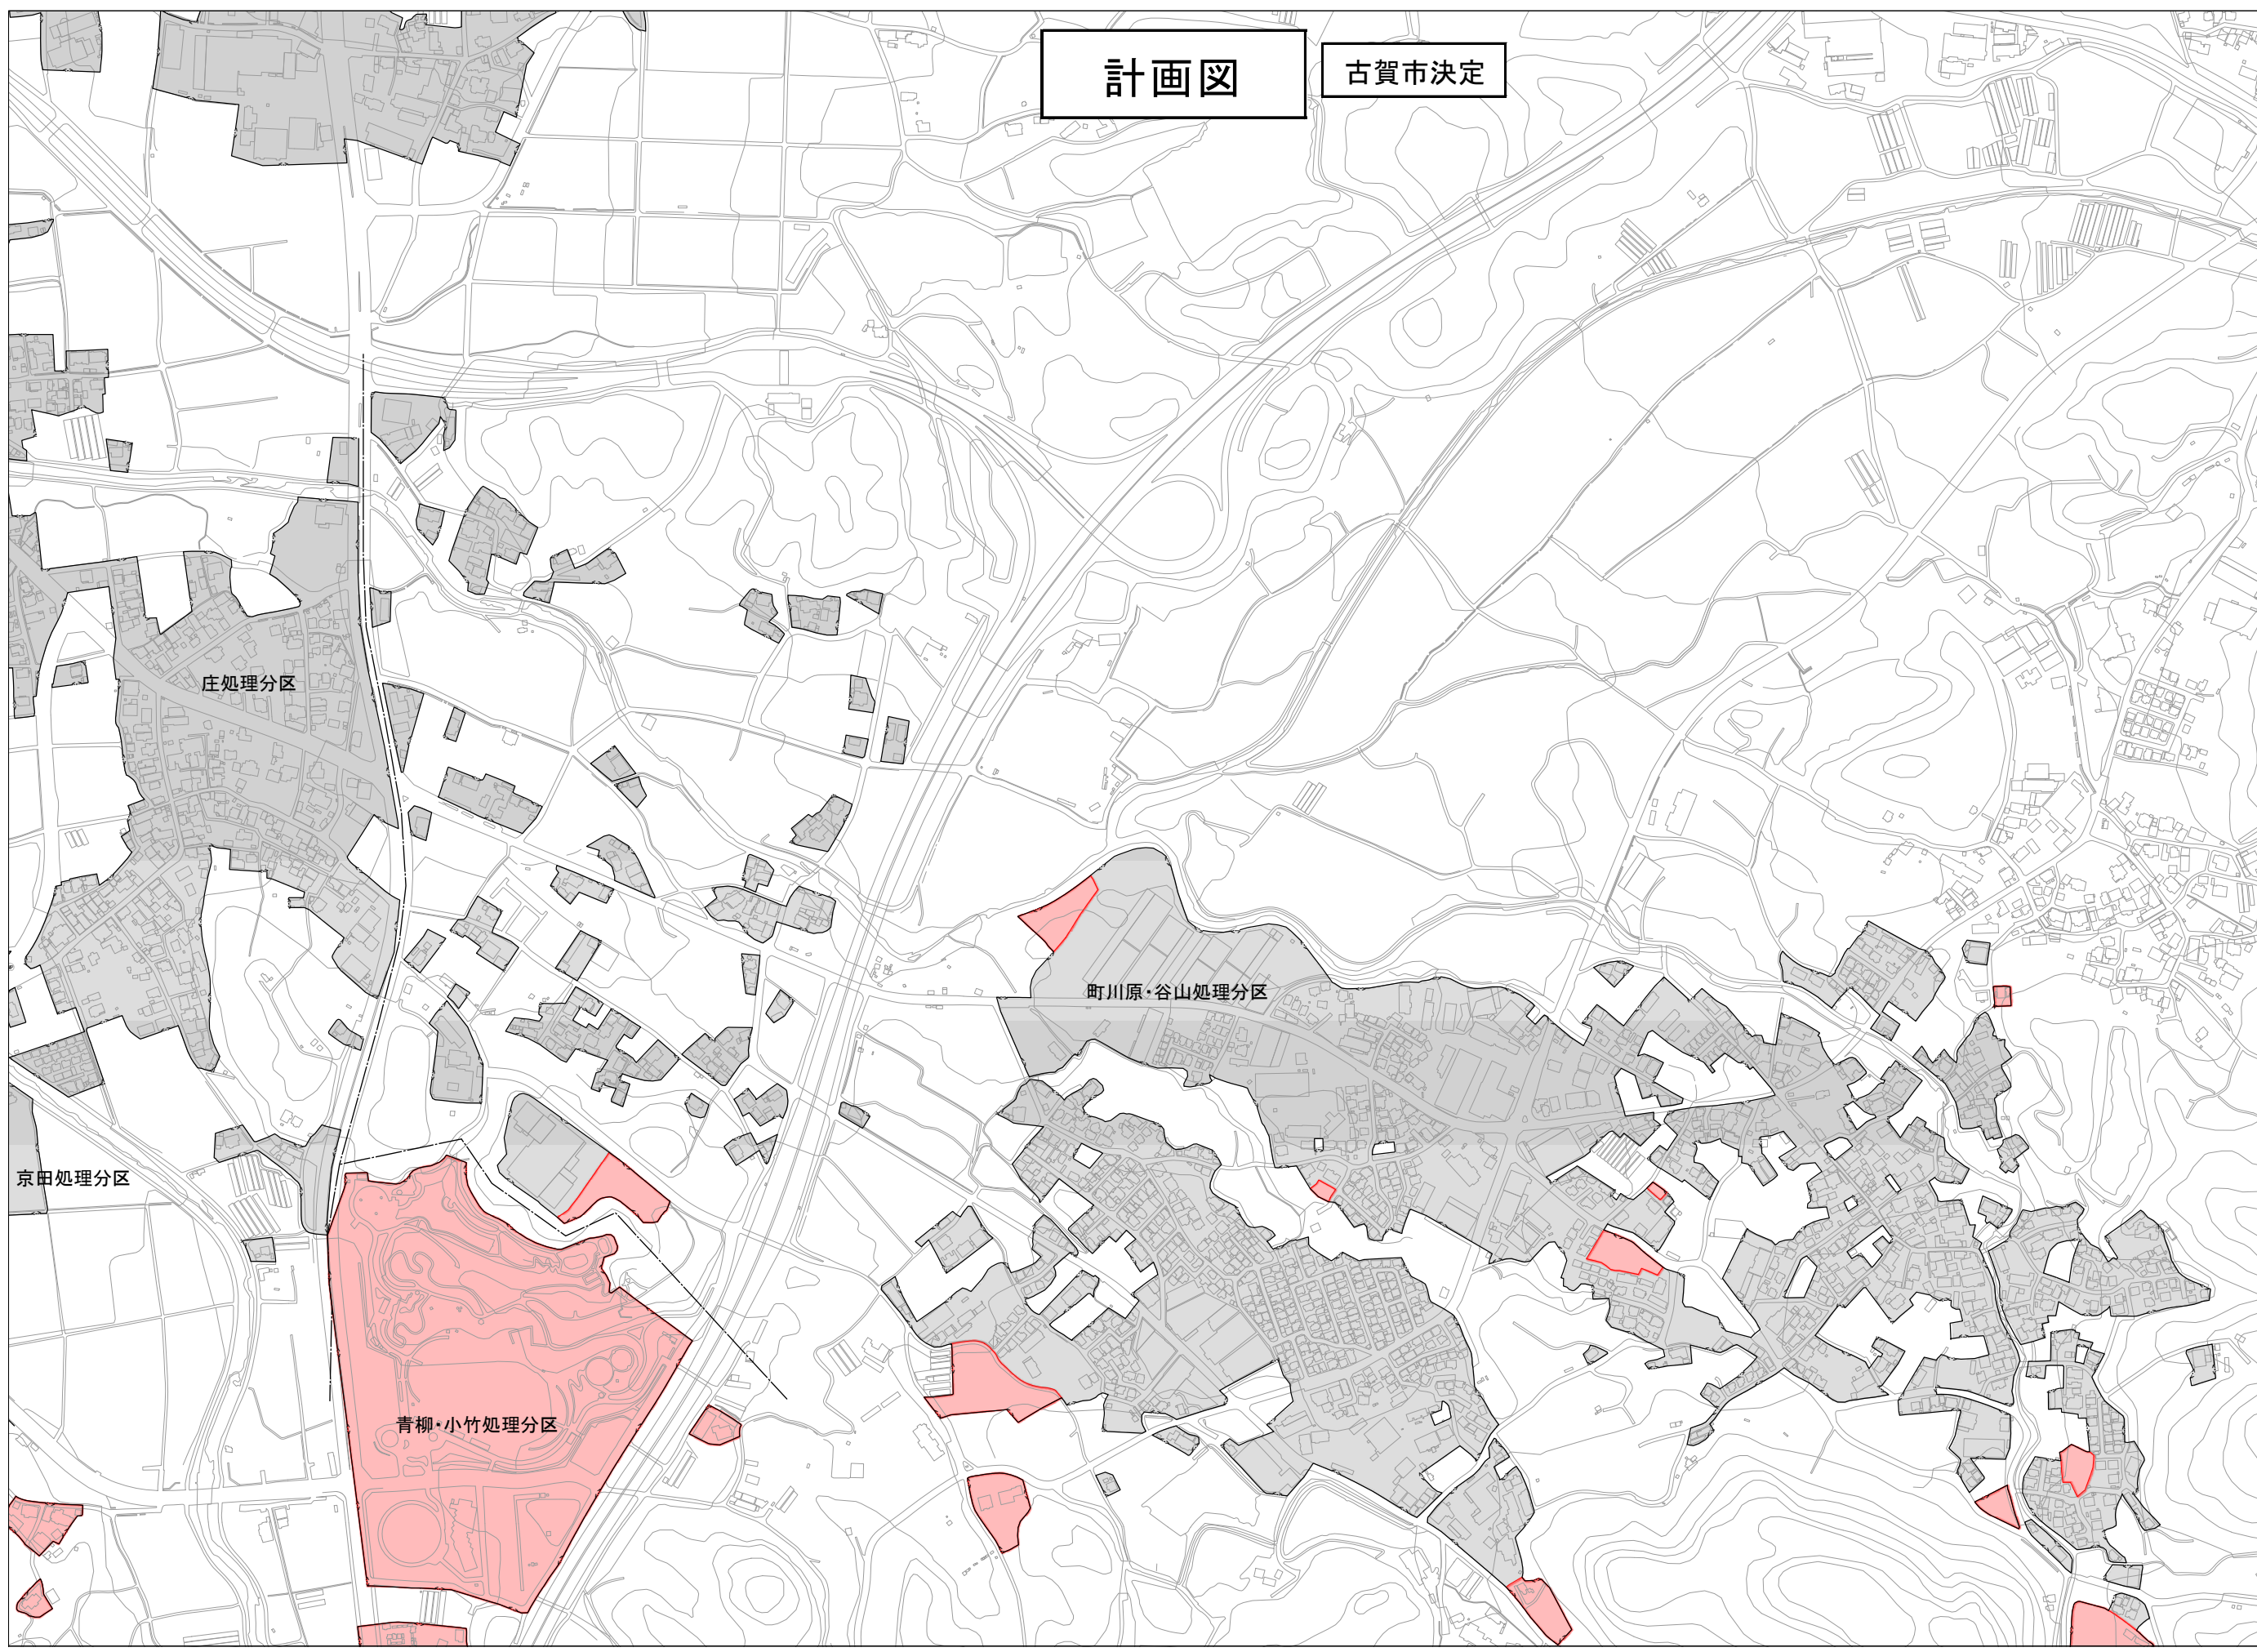 計画図
古賀市決定
庄処理分区
町川原・谷山処理分区
京田処理分区
青柳・小竹処理分区